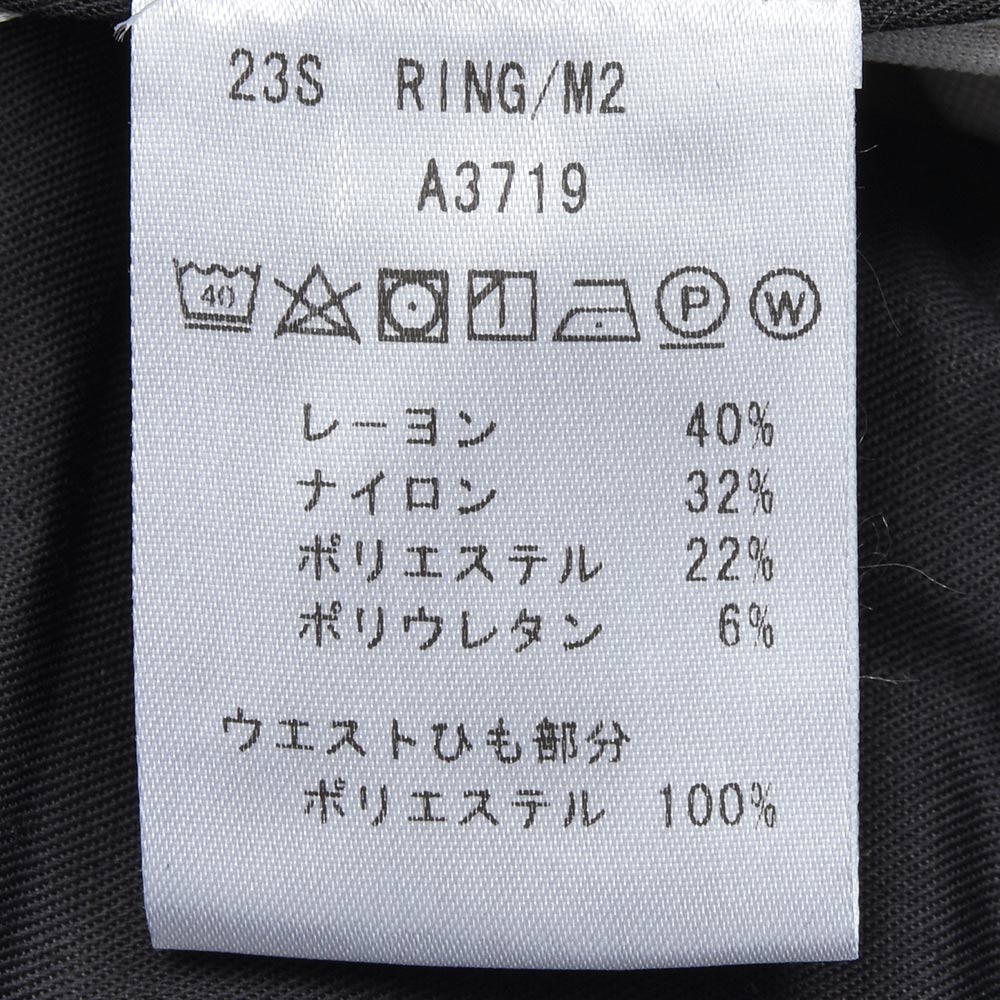 23S RING/M2
A3719
40 P W
レーヨン 40%
ナイロン 32%
ポリエステル 22%
ポリウレタン 6%
ウエストひも部分
ポリエステル 100%